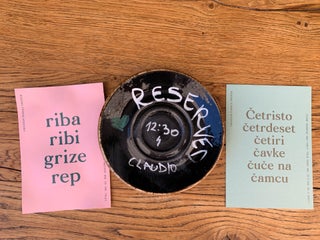 riba
ribi
grize
rep
RESERVED
12:30
4
CLAUDIO
Četristo
četrdeset
četiri
čavke
čuče na
čamcu